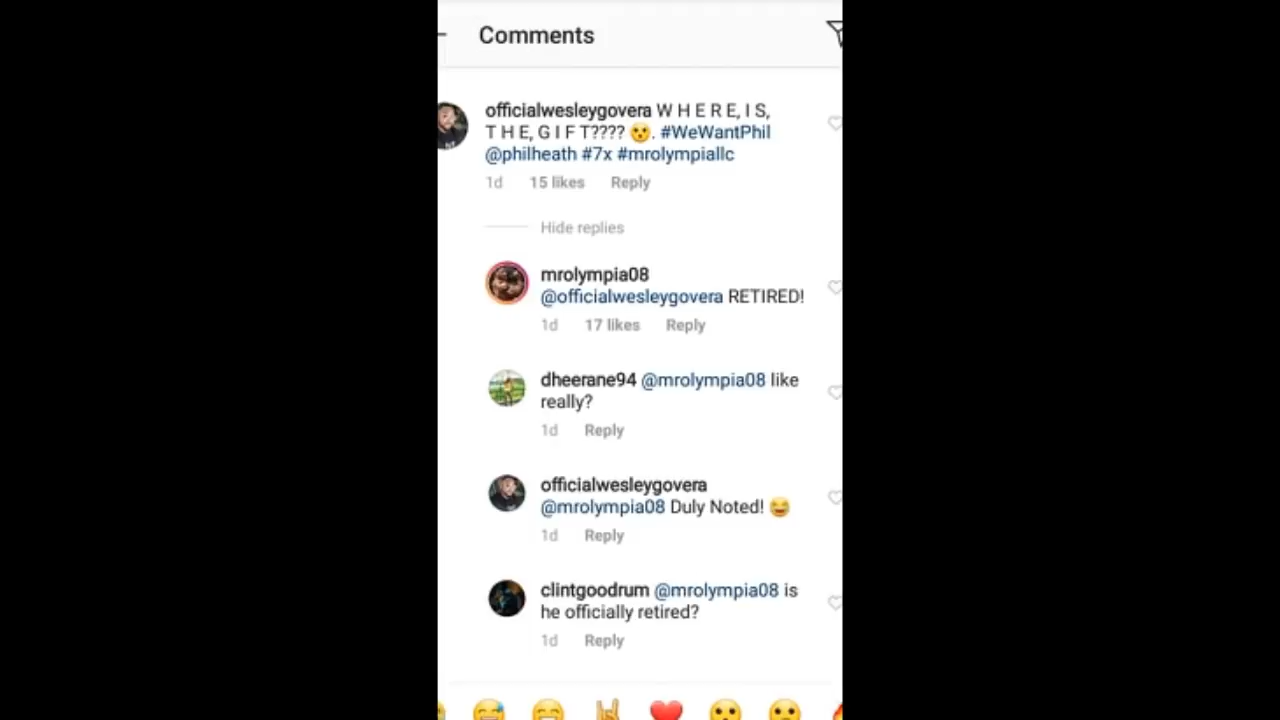 Comments
officialwesleygovera W H E R E, I S,
T H E, G I F T???? 😯. #WeWantPhil
@philheath #7x #mrolympiallc
1d 15 likes Reply
Hide replies
mrolympia08
@officialwesleygovera RETIRED!
1d 17 likes Reply
dheerane94 @mrolympia08 like
really?
1d Reply
officialwesleygovera
@mrolympia08 Duly Noted! 😂
1d Reply
clintgoodrum @mrolympia08 is
he officially retired?
1d Reply